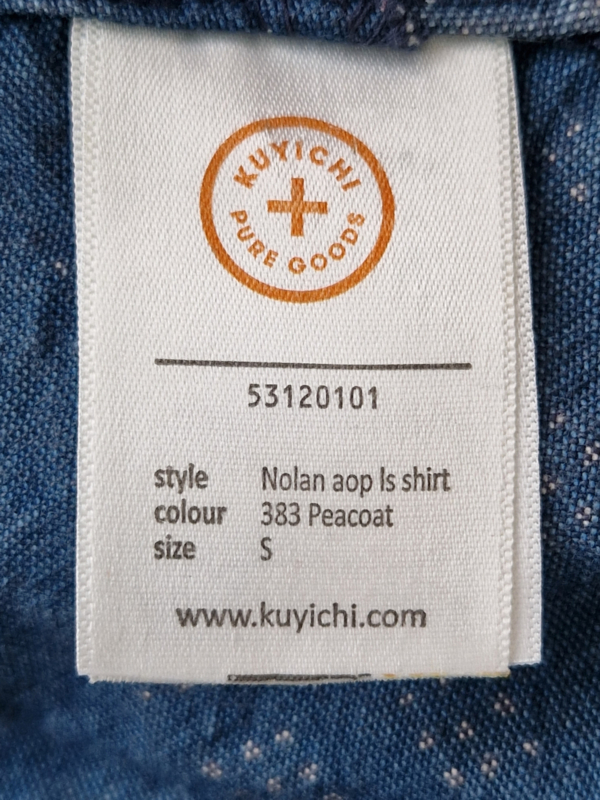 KUYICHI
PURE GOODS
53120101
style Nolan aop ls shirt
colour 383 Peacoat
size S
www.kuyichi.com